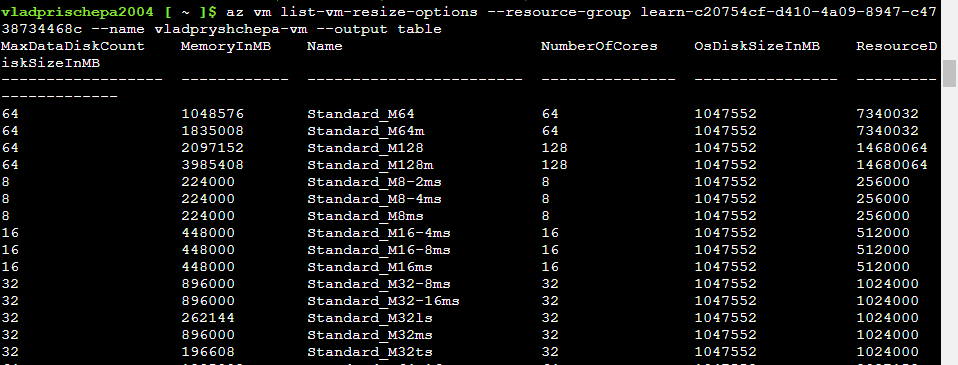 vladprischepa2004 [ ~ ]$ az vm list-vm-resize-options --resource-group learn-c20754cf-d410-4a09-8947-c47
38734468c --name vladpryshchepa-vm --output table
MaxDataDiskCount    MemoryInMB    Name                      NumberOfCores    OsDiskSizeInMB    ResourceD
iskSizeInMB
------------------  ------------  ------------------------  ---------------  ----------------  ---------
-------------
64                  1048576       Standard_M64              64               1047552           7340032
64                  1835008       Standard_M64m             64               1047552           7340032
64                  2097152       Standard_M128             128              1047552           14680064
64                  3985408       Standard_M128m            128              1047552           14680064
8                   224000        Standard_M8-2ms           8                1047552           256000
8                   224000        Standard_M8-4ms           8                1047552           256000
8                   224000        Standard_M8ms             8                1047552           256000
16                  448000        Standard_M16-4ms          16               1047552           512000
16                  448000        Standard_M16-8ms          16               1047552           512000
16                  448000        Standard_M16ms            16               1047552           512000
32                  896000        Standard_M32-8ms          32               1047552           1024000
32                  896000        Standard_M32-16ms         32               1047552           1024000
32                  262144        Standard_M32ls            32               1047552           1024000
32                  896000        Standard_M32ms            32               1047552           1024000
32                  196608        Standard_M32ts            32               1047552           1024000